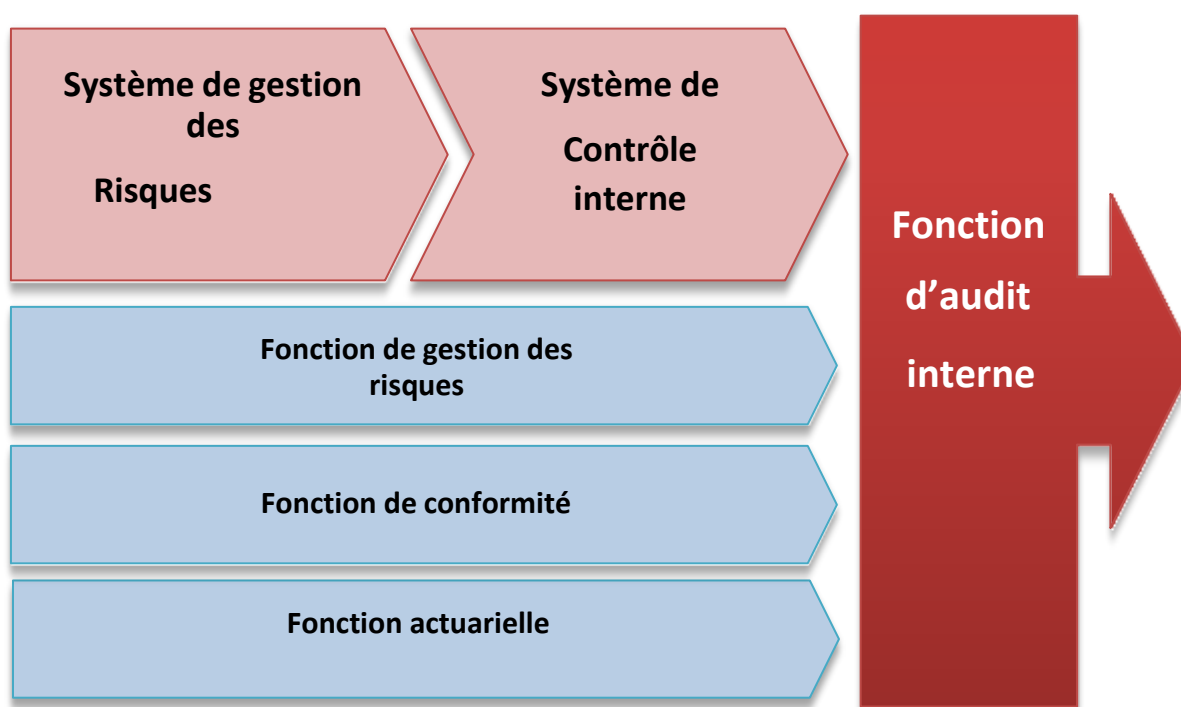 Système de gestion
des
Risques
Système de
Contrôle
interne
Fonction
d’audit
interne
Fonction de gestion des
risques
Fonction de conformité
Fonction actuarielle